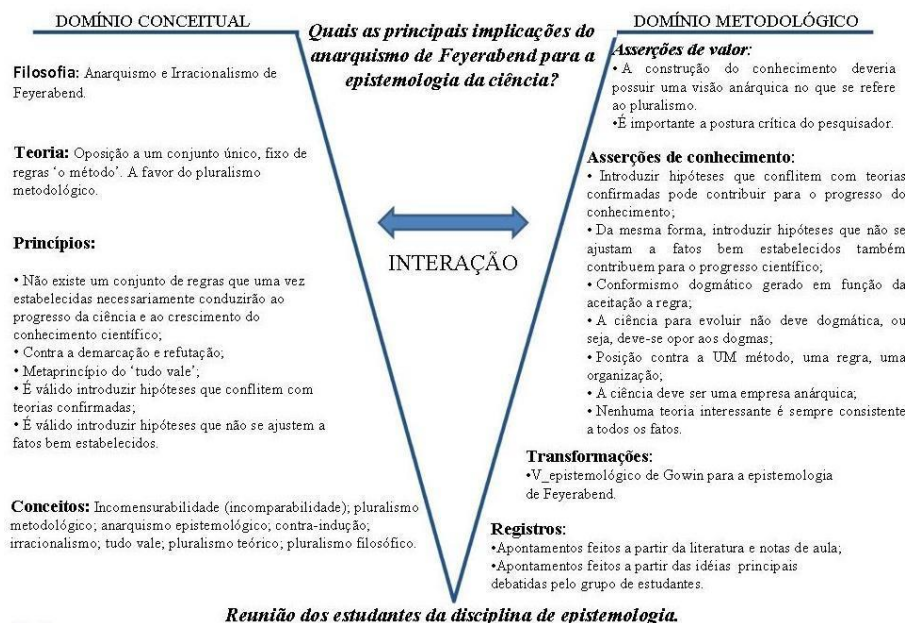 DOMÍNIO CONCEITUAL
Filosofia: Anarquismo e Irracionalismo de
Feyerabend.
Teoria: Oposição a um conjunto único, fixo de
regras ‘o método’. A favor do pluralismo
metodológico.
Princípios:
• Não existe um conjunto de regras que uma vez
estabelecidas necessariamente conduzirão ao
progresso da ciência e ao crescimento do
conhecimento científico;
• Contra a demarcação e refutação;
• Metaprincípio do ‘tudo vale’;
• É válido introduzir hipóteses que conflitem com
teorias confirmadas;
• É válido introduzir hipóteses que não se ajustem a
fatos bem estabelecidos.
Conceitos: Incomensurabilidade (incomparabilidade); pluralismo
metodológico; anarquismo epistemológico; contra-indução;
irracionalismo; tudo vale; pluralismo teórico; pluralismo filosófico.
Quais as principais implicações do
anarquismo de Feyerabend para a
epistemologia da ciência?
INTERAÇÃO
DOMÍNIO METODOLÓGICO
Asserções de valor:
• A construção do conhecimento deveria
possuir uma visão anárquica no que se refere
ao pluralismo.
•É importante a postura crítica do pesquisador.
Asserções de conhecimento:
• Introduzir hipóteses que conflitem com teorias
confirmadas pode contribuir para o progresso do
conhecimento;
• Da mesma forma, introduzir hipóteses que não se
ajustam a fatos bem estabelecidos também
contribuem para o progresso científico;
• Conformismo dogmático gerado em função da
aceitação a regra;
• A ciência para evoluir não deve dogmática, ou
seja, deve-se opor aos dogmas;
• Posição contra a UM método, uma regra, uma
organização;
• A ciência deve ser uma empresa anárquica;
• Nenhuma teoria interessante é sempre consistente
a todos os fatos.
Transformações:
•V_epistemológico de Gowin para a epistemologia
de Feyerabend.
Registros:
•Apontamentos feitos a partir da literatura e notas de aula;
•Apontamentos feitos a partir das idéias principais
debatidas pelo grupo de estudantes.
Reunião dos estudantes da disciplina de epistemologia.